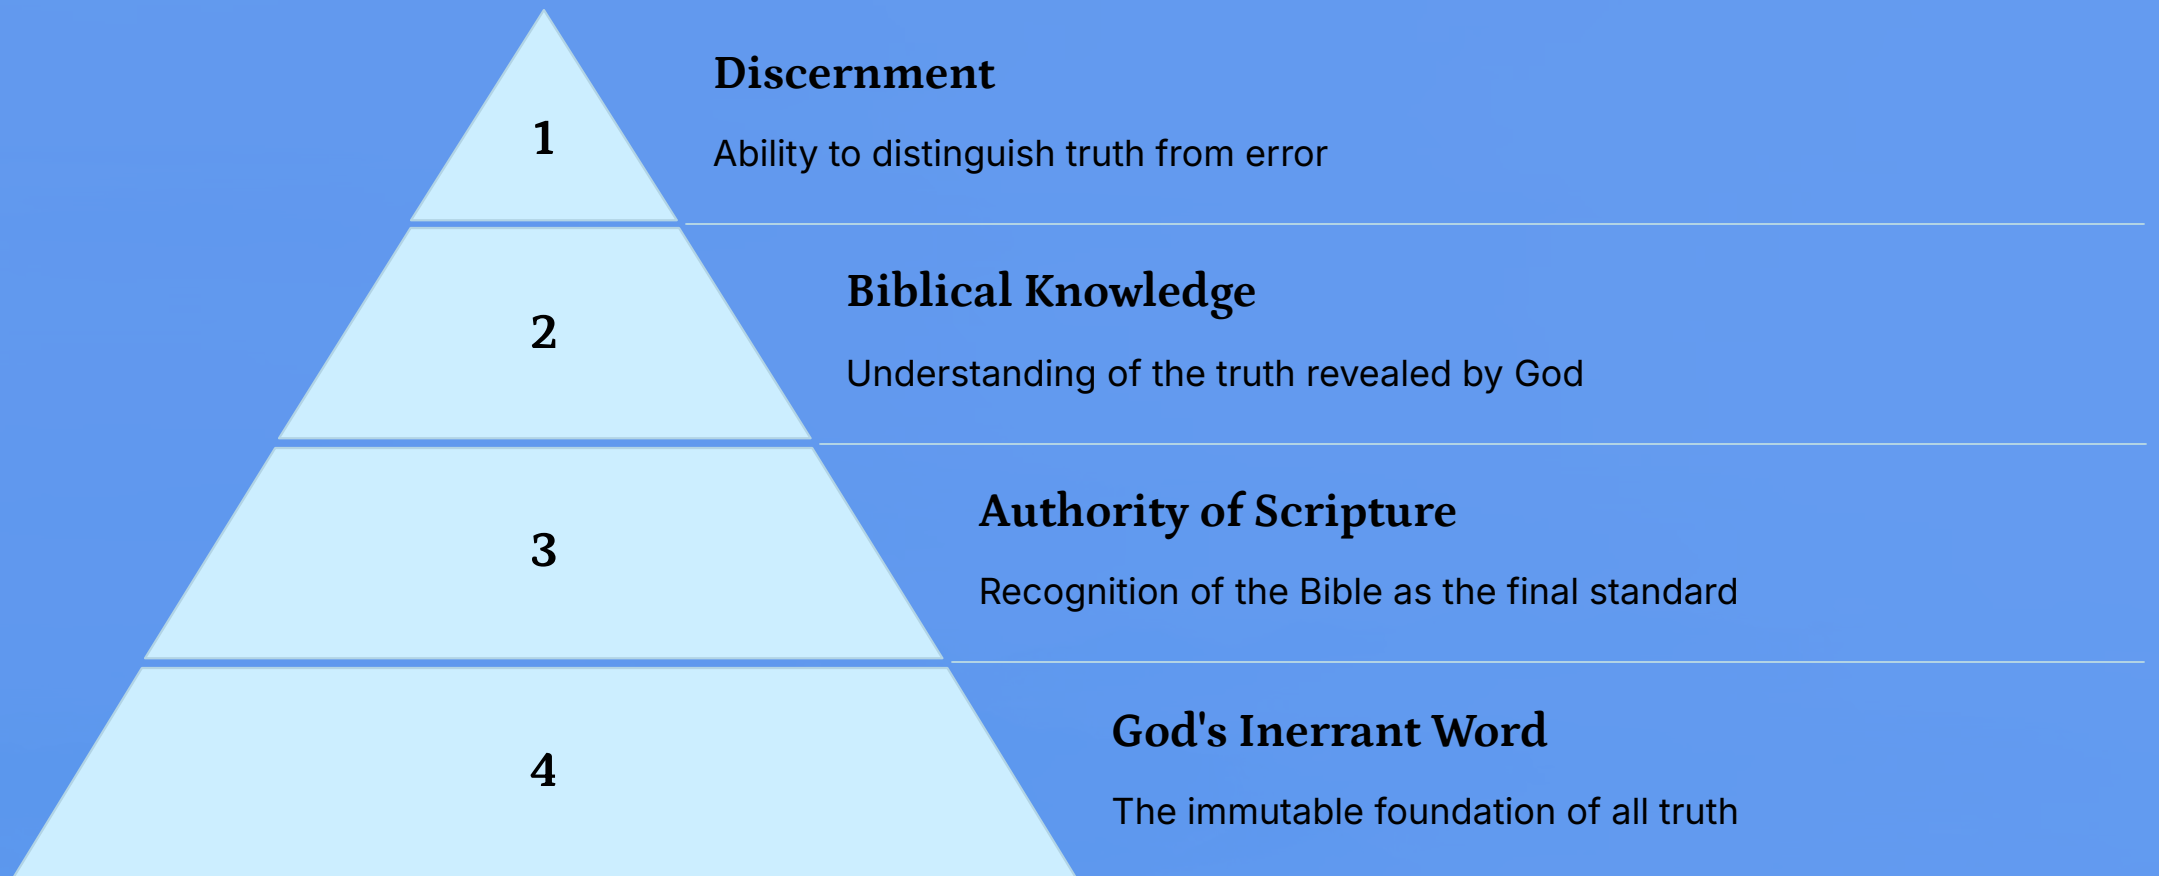 Discernment
1
Ability to distinguish truth from error
Biblical Knowledge
2
Understanding of the truth revealed by God
Authority of Scripture
3
Recognition of the Bible as the final standard
God's Inerrant Word
4
The immutable foundation of all truth